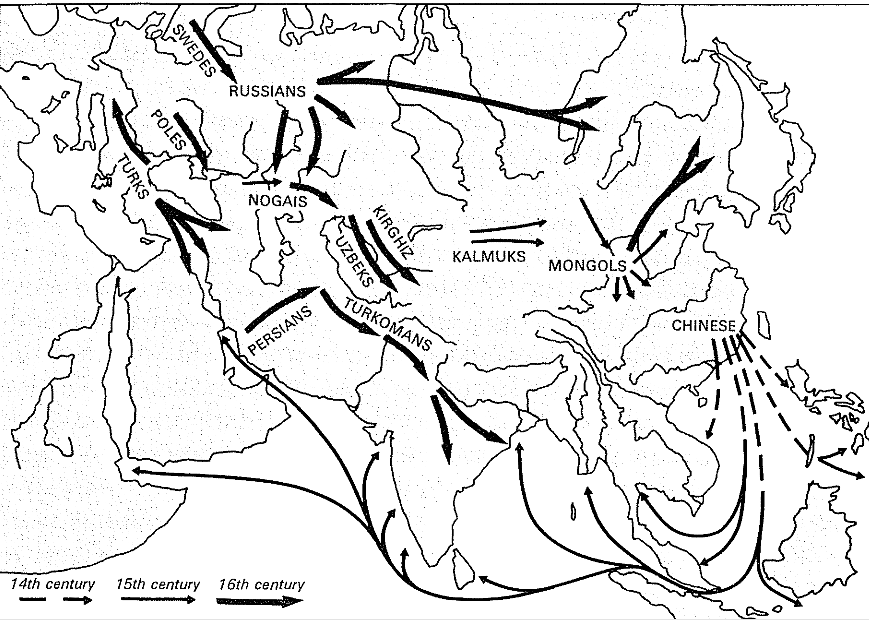 SWEDES
RUSSIANS
POLES
TURKS
NOGAIS
KIRGHIZ
UZBEKS
KALMUKS
MONGOLS
PERSIANS
TURKOMANS
CHINESE
14th century 15th century 16th century